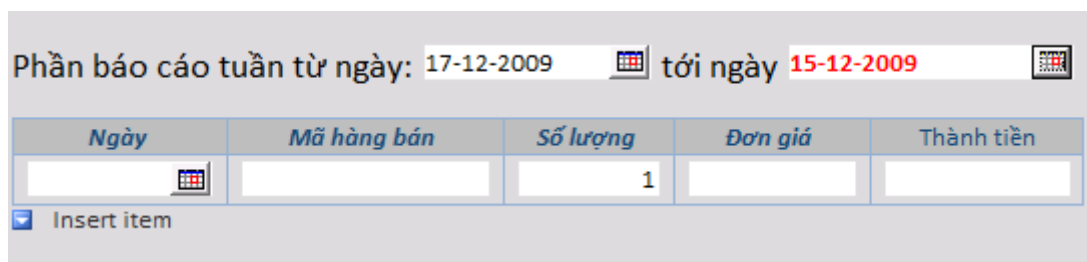 Phần báo cáo tuần từ ngày: 17-12-2009 tới ngày 15-12-2009
Ngày Mã hàng bán Số lượng Đơn giá Thành tiền
1
Insert item